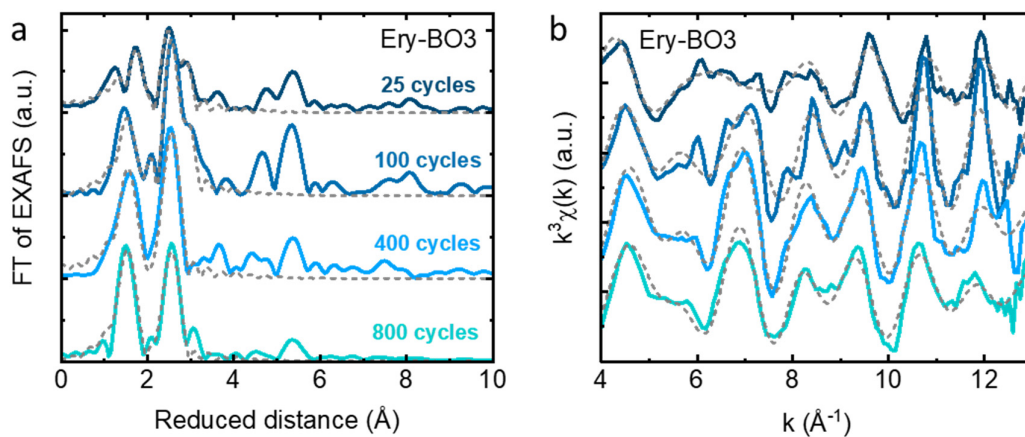 a
Ery-BO3
25 cycles
100 cycles
400 cycles
800 cycles
FT of EXAFS (a.u.)
0 2 4 6 8 10
Reduced distance (Å)
b
Ery-BO3
k³χ(k) (a.u.)
4 6 8 10 12
k (Å⁻¹)